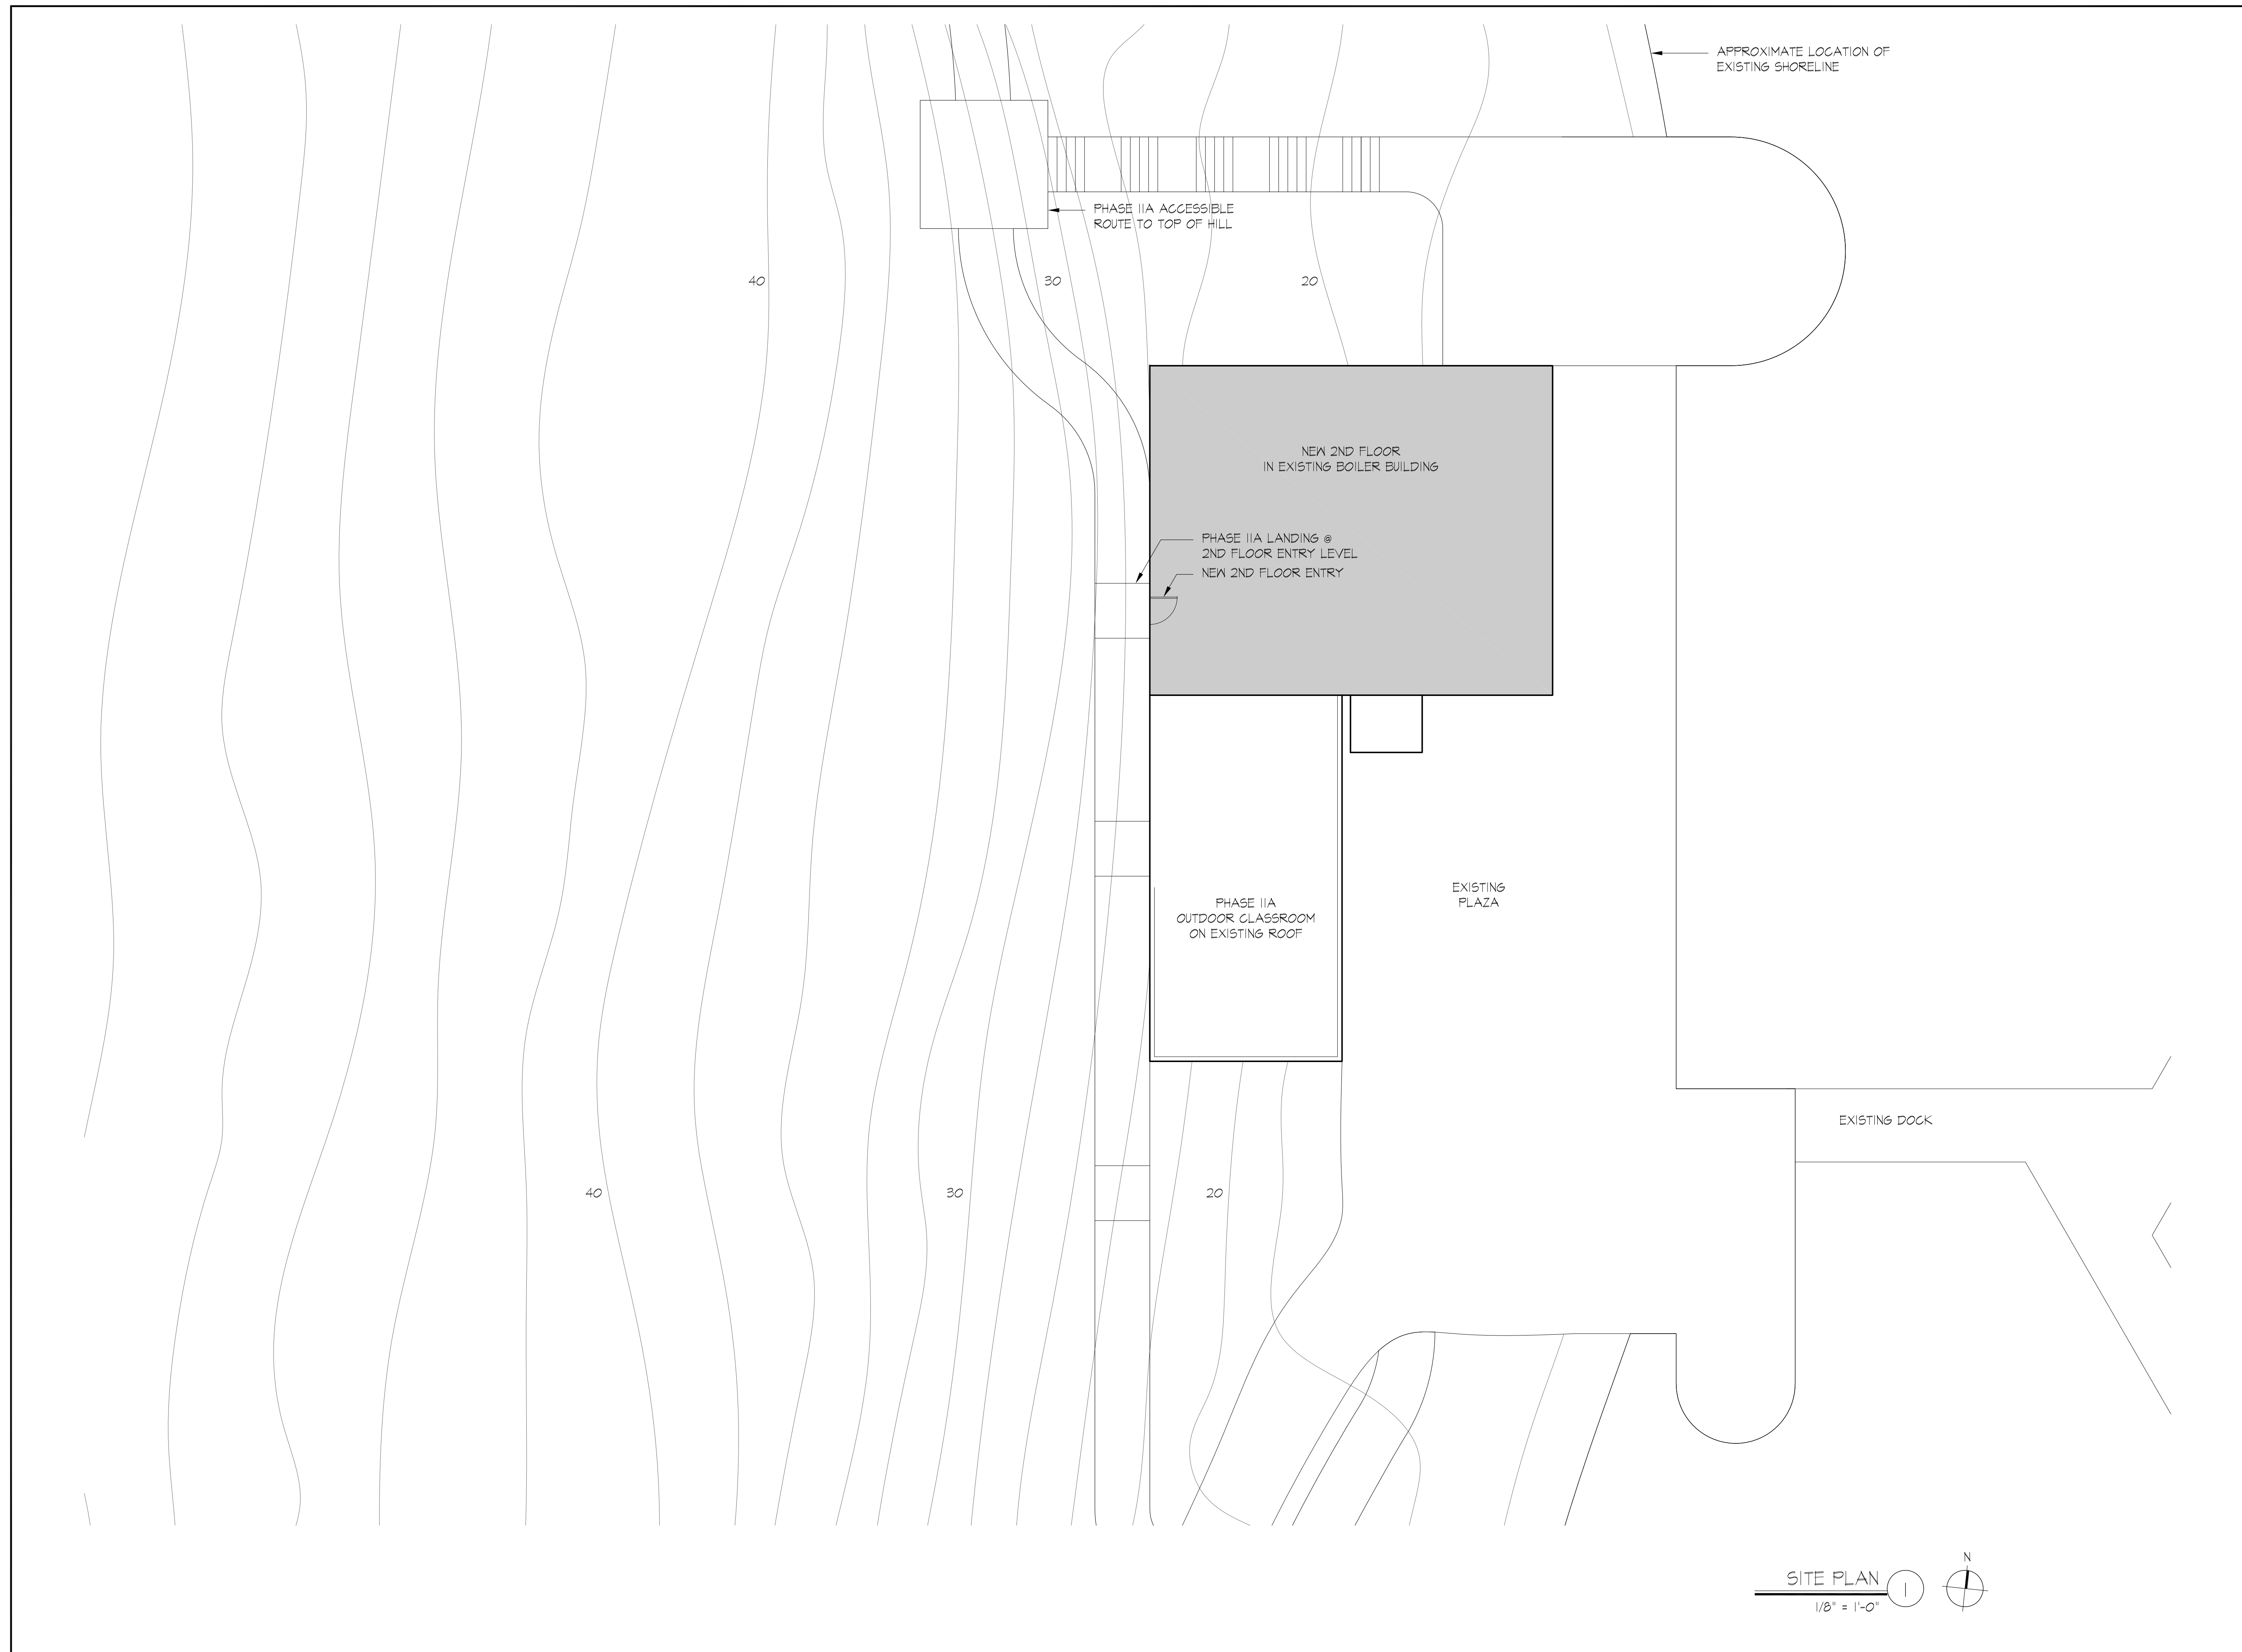 APPROXIMATE LOCATION OF
EXISTING SHORELINE
PHASE IIA ACCESSIBLE
ROUTE TO TOP OF HILL
40
30
20
NEW 2ND FLOOR
IN EXISTING BOILER BUILDING
PHASE IIA LANDING @
2ND FLOOR ENTRY LEVEL
NEW 2ND FLOOR ENTRY
EXISTING
PLAZA
PHASE IIA
OUTDOOR CLASSROOM
ON EXISTING ROOF
EXISTING DOCK
40
30
20
N
SITE PLAN
1
1/8" = 1'-0"